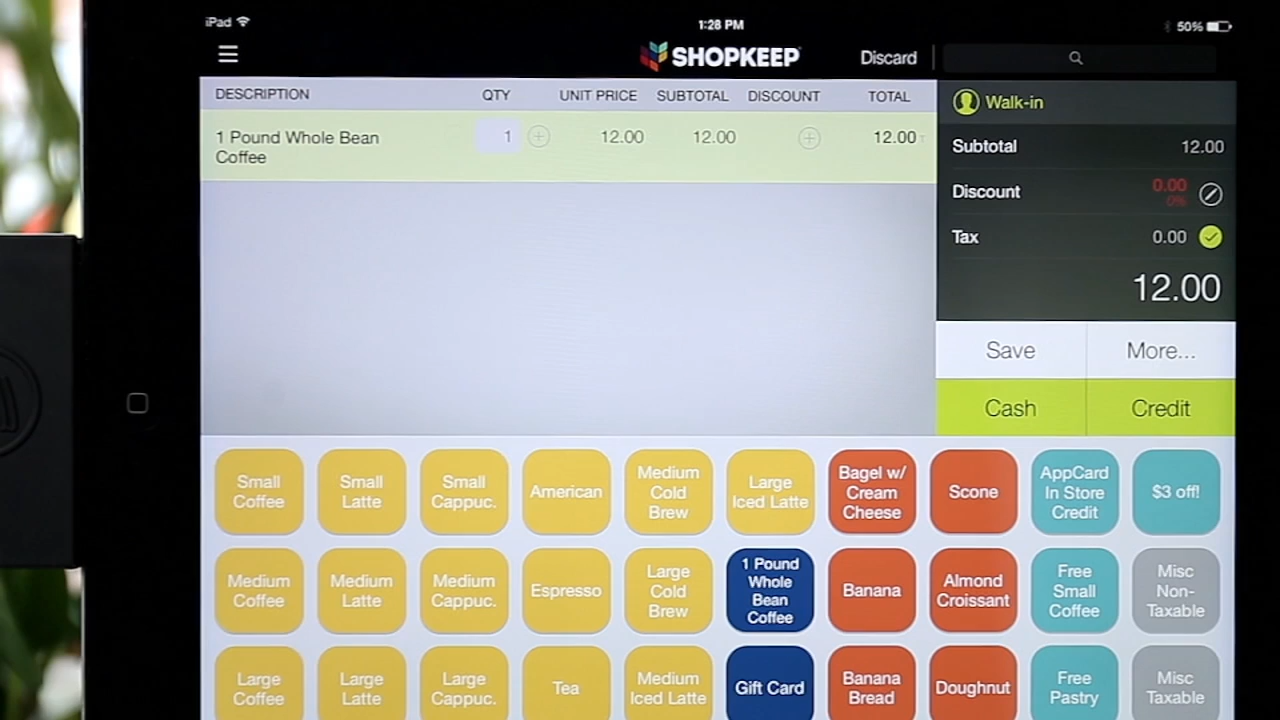 iPad
1:28 PM
50%
SHOPKEEP
Discard
DESCRIPTION QTY UNIT PRICE SUBTOTAL DISCOUNT TOTAL
1 Pound Whole Bean
Coffee
1 12.00 12.00 12.00 T
Walk-in
Subtotal 12.00
Discount 0.00
0%
Tax 0.00
12.00
Save More...
Cash Credit
Small
Coffee
Small
Latte
Small
Cappuc.
American
Medium
Cold
Brew
Large
Iced Latte
Bagel w/
Cream
Cheese
Scone
AppCard
In Store
Credit
$3 off!
Medium
Coffee
Medium
Latte
Medium
Cappuc.
Espresso
Large
Cold
Brew
1 Pound
Whole
Bean
Coffee
Banana
Almond
Croissant
Free
Small
Coffee
Misc
Non-
Taxable
Large
Coffee
Large
Latte
Large
Cappuc.
Tea
Medium
Iced Latte
Gift Card
Banana
Bread
Doughnut
Free
Pastry
Misc
Taxable